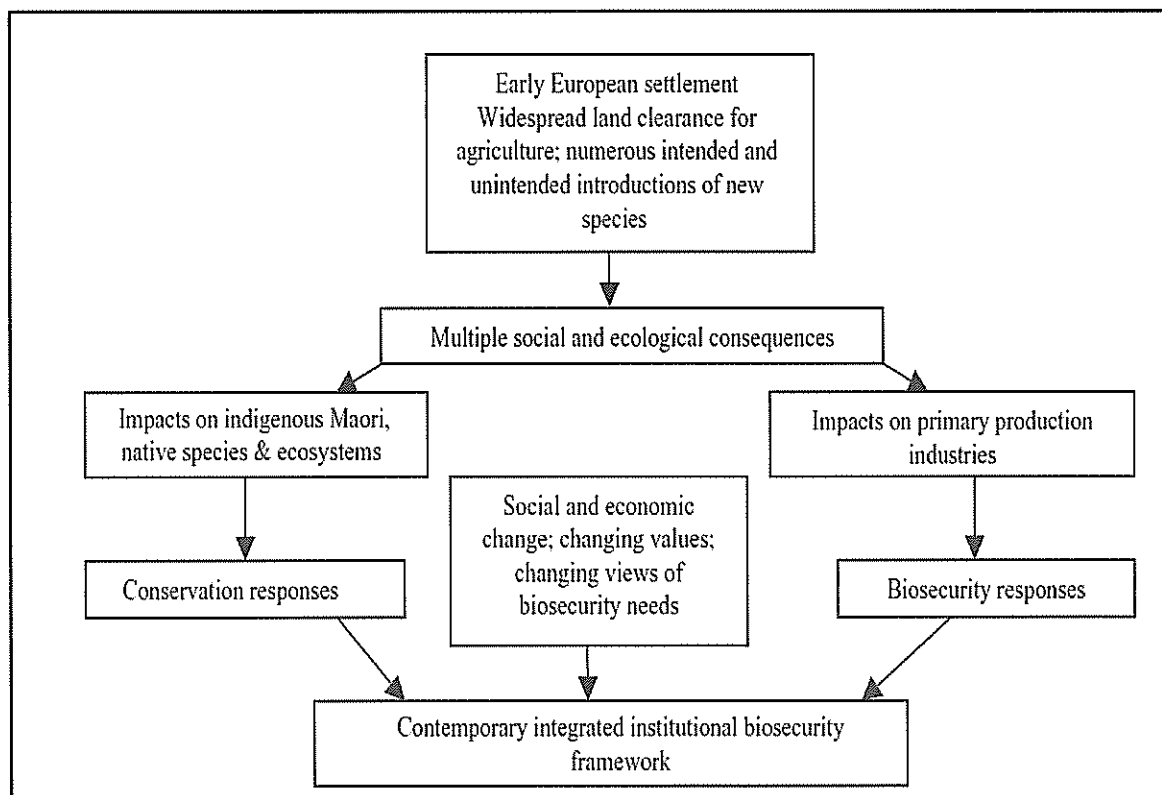 Early European settlement
Widespread land clearance for
agriculture; numerous intended and
unintended introductions of new
species
Multiple social and ecological consequences
Impacts on indigenous Maori,
native species & ecosystems
Impacts on primary production
industries
Social and economic
change; changing values;
changing views of
biosecurity needs
Conservation responses
Biosecurity responses
Contemporary integrated institutional biosecurity
framework